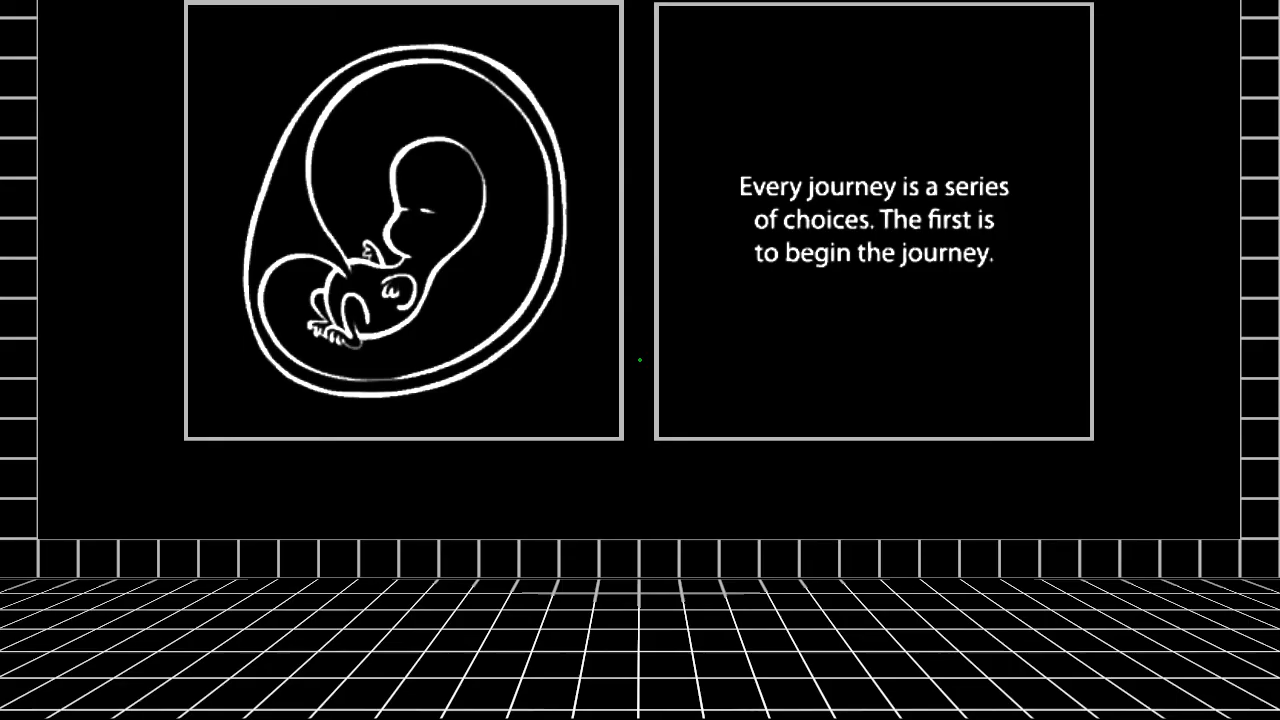 Every journey is a series
of choices. The first is
to begin the journey.